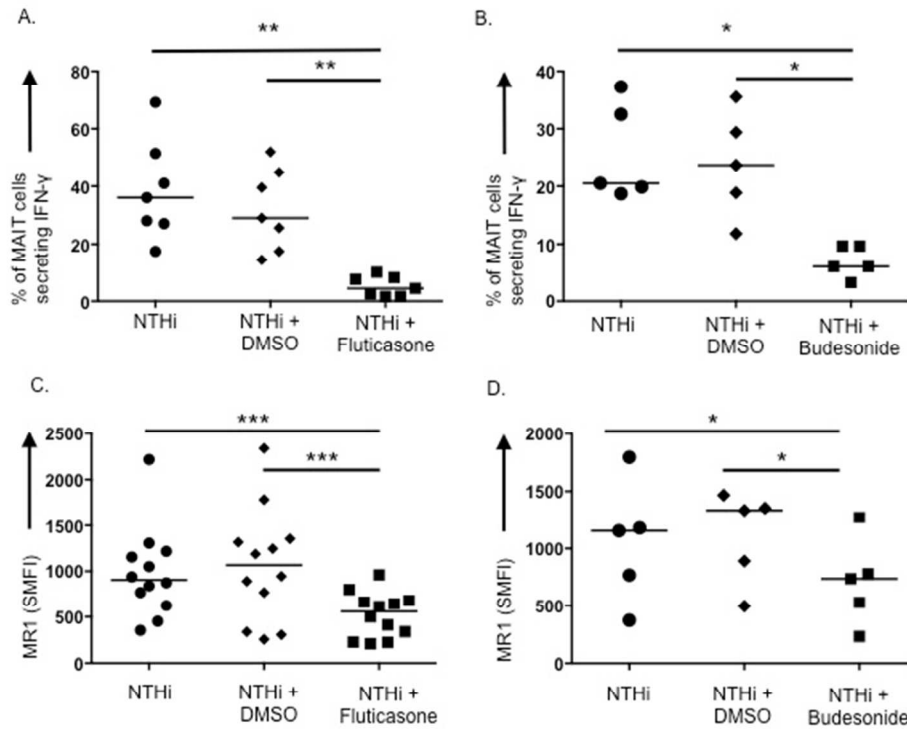 A.
**
**
80
60
40
20
0
% of MAIT cells
secreting IFN-γ
NTHi
NTHi +
DMSO
NTHi +
Fluticasone
B.
*
*
40
30
20
10
0
% of MAIT cells
secreting IFN-γ
NTHi
NTHi +
DMSO
NTHi +
Budesonide
C.
***
***
2500
2000
1500
1000
500
0
MR1 (SMFI)
NTHi
NTHi +
DMSO
NTHi +
Fluticasone
D.
*
*
2000
1500
1000
500
0
MR1 (SMFI)
NTHi
NTHi +
DMSO
NTHi +
Budesonide